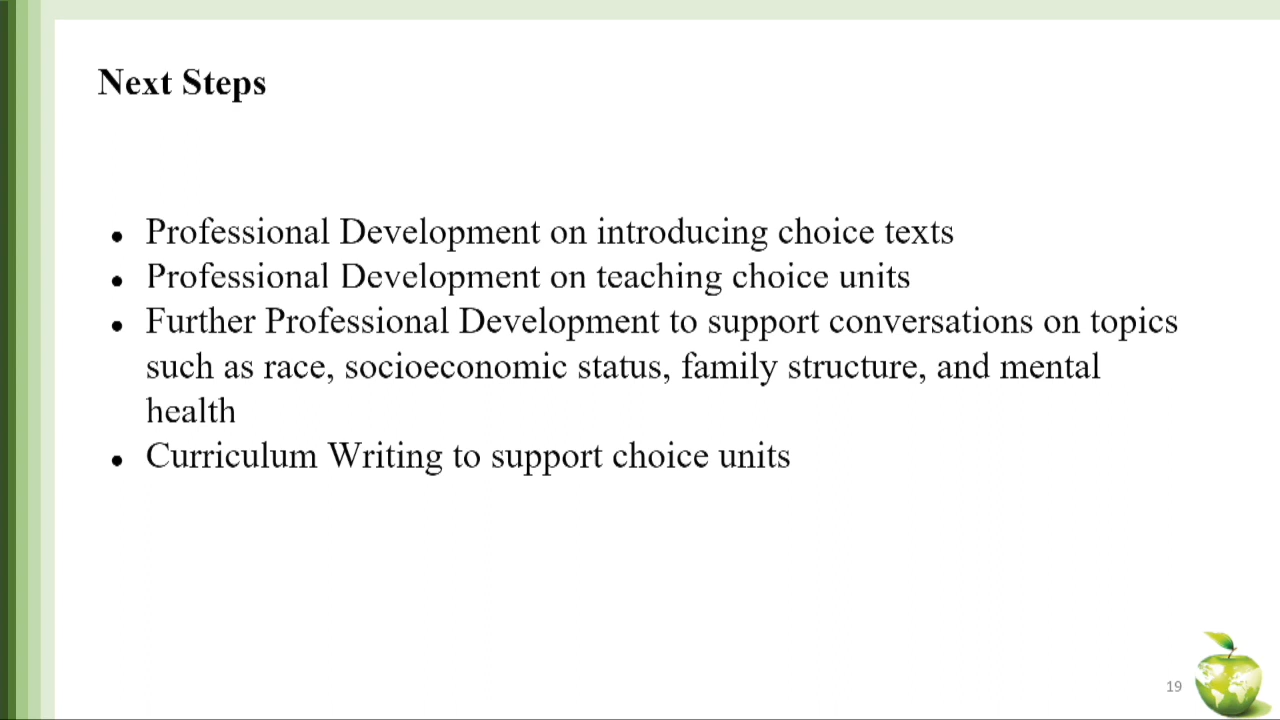 Next Steps
● Professional Development on introducing choice texts
● Professional Development on teaching choice units
● Further Professional Development to support conversations on topics
such as race, socioeconomic status, family structure, and mental
health
● Curriculum Writing to support choice units
19